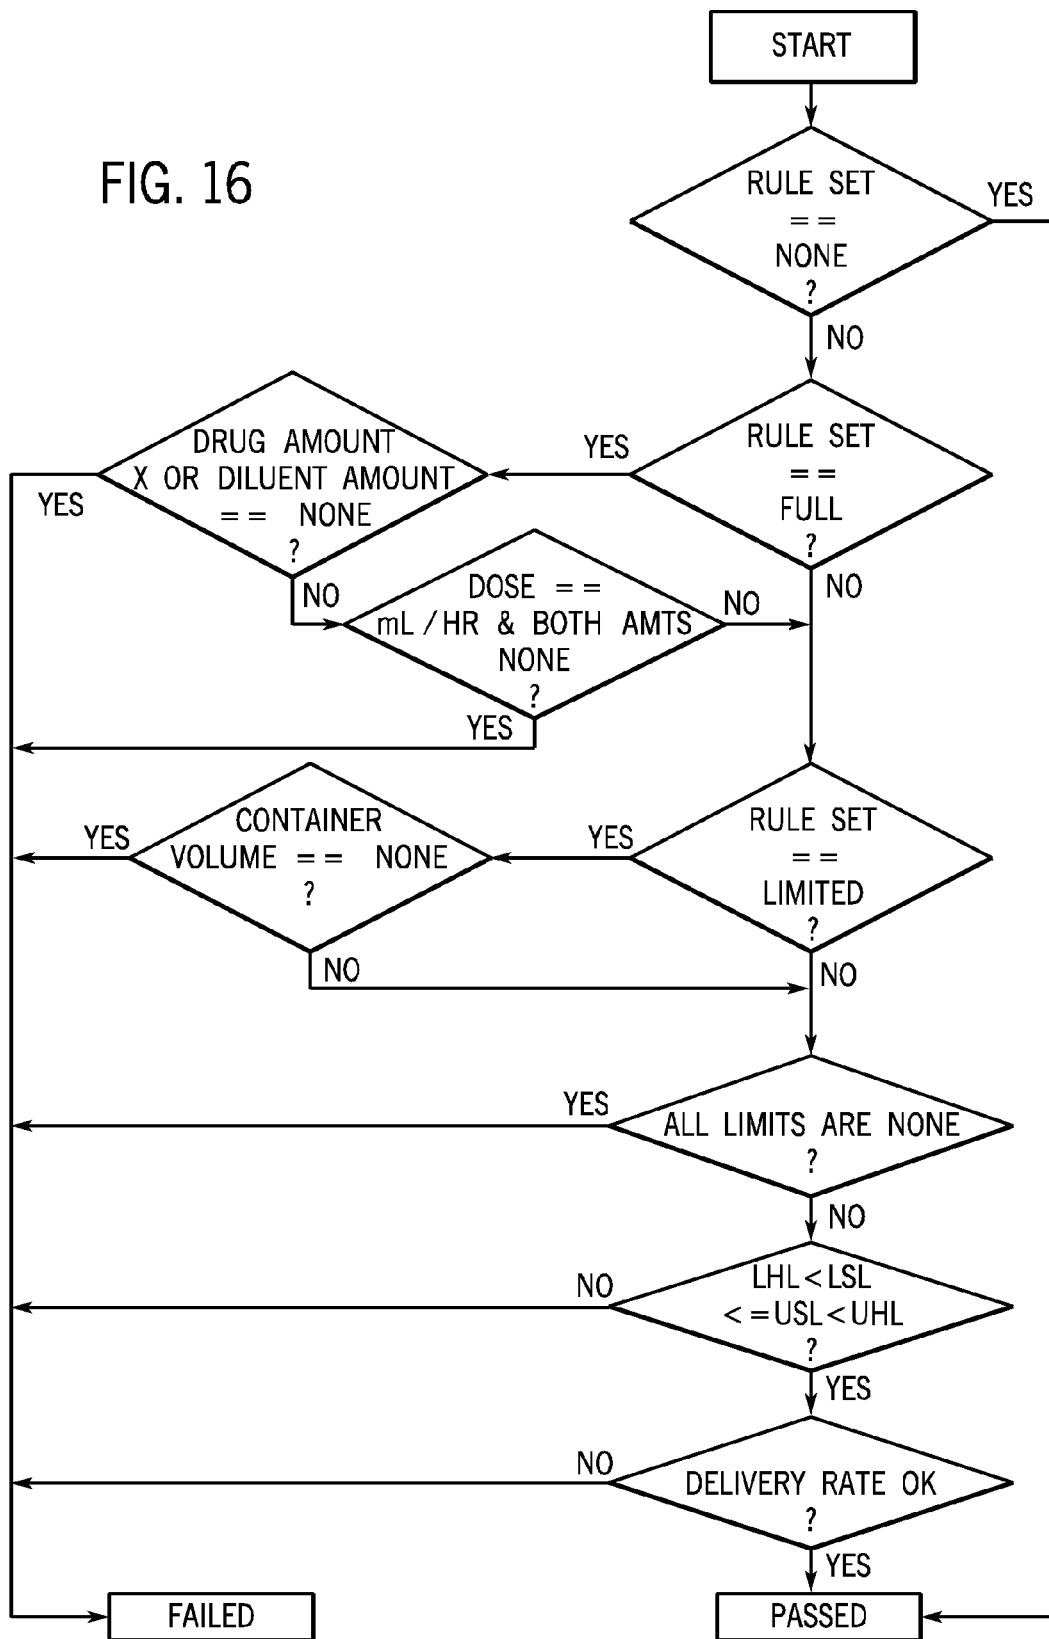 START
FIG. 16
RULE SET
==
NONE
?
YES
NO
DRUG AMOUNT
X OR DILUENT AMOUNT
== NONE
?
YES
NO
YES
RULE SET
==
FULL
?
NO
DOSE ==
mL/HR & BOTH AMTS
NONE
?
NO
YES
CONTAINER
VOLUME == NONE
?
YES
NO
YES
RULE SET
==
LIMITED
?
NO
YES
ALL LIMITS ARE NONE
?
NO
NO
LHL<LSL
<=USL<UHL
?
YES
NO
DELIVERY RATE OK
?
YES
FAILED
PASSED